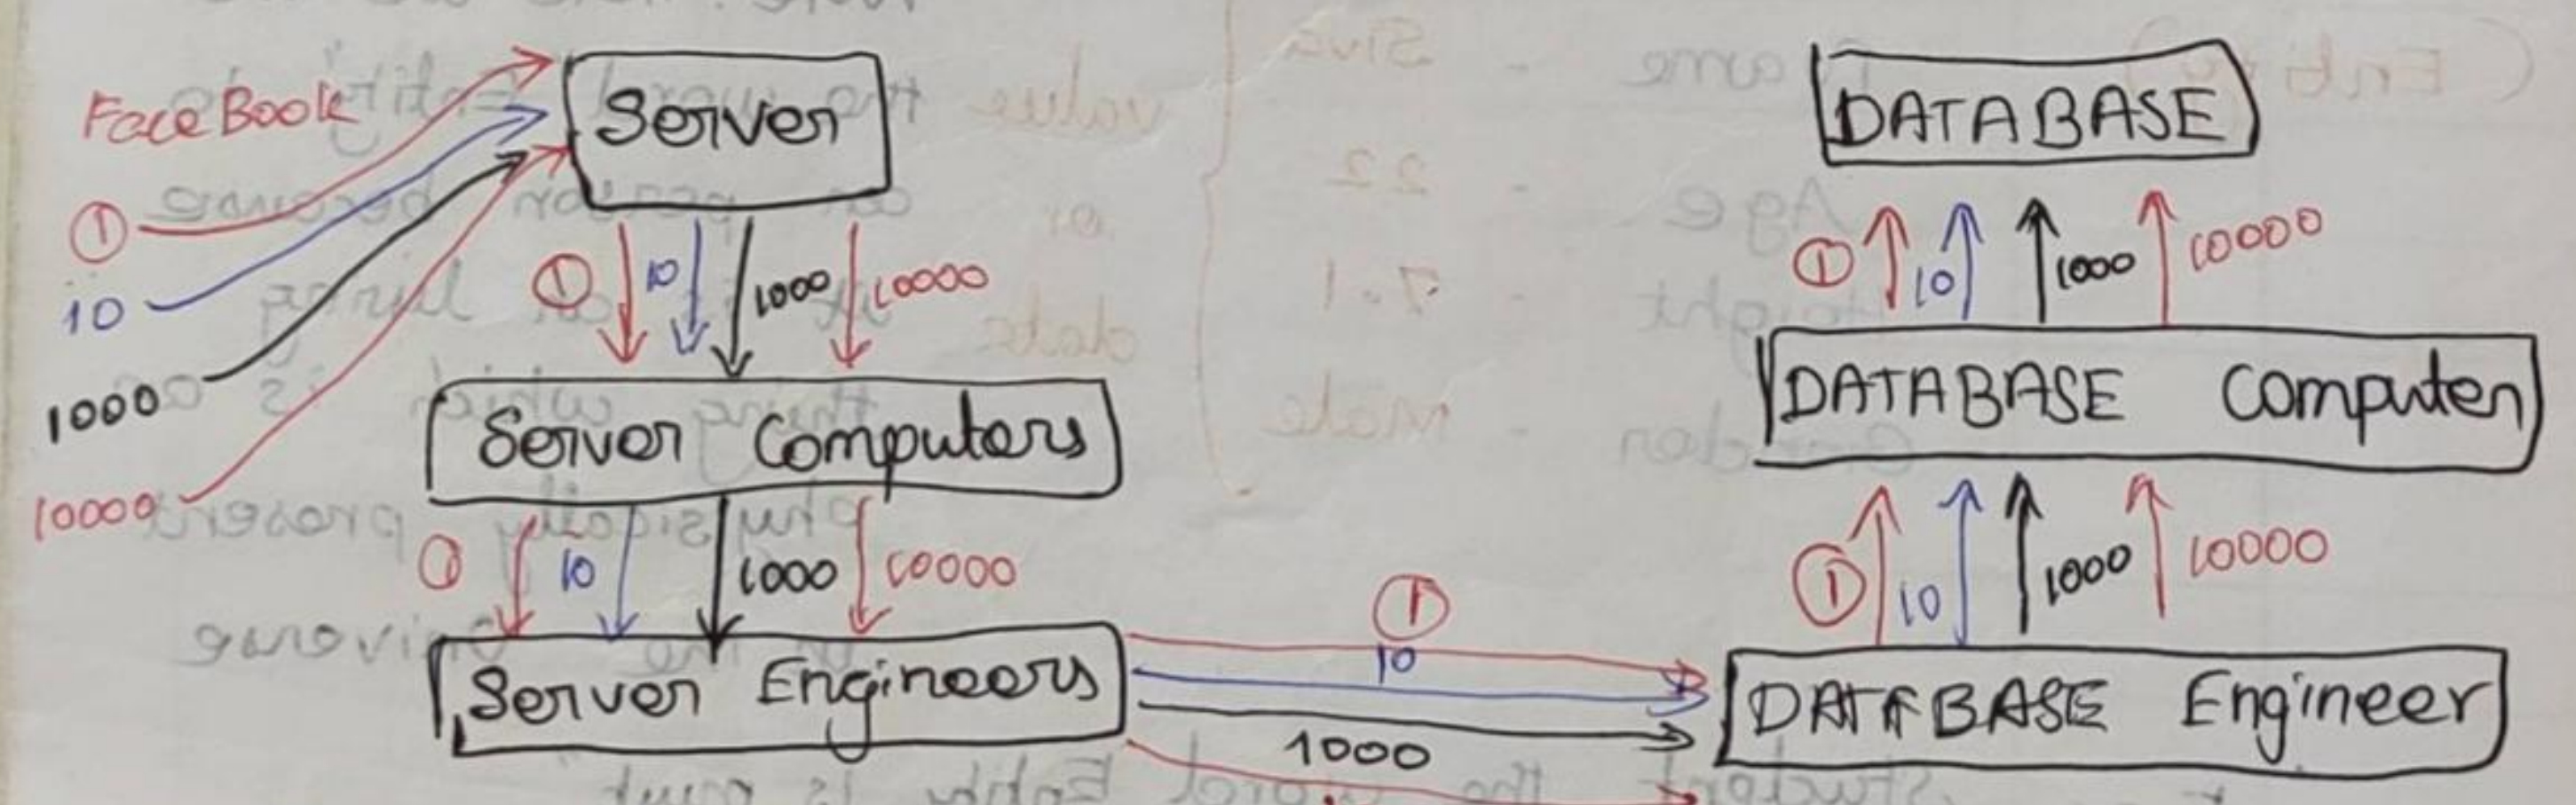 FaceBook
Server
①
10
1000
10000
① 10 1000 10000
Server Computers
① 10 1000 10000
Server Engineers
①
10
1000
DATABASE
① 10 1000 10000
DATABASE Computer
① 10 1000 10000
DATABASE Engineer